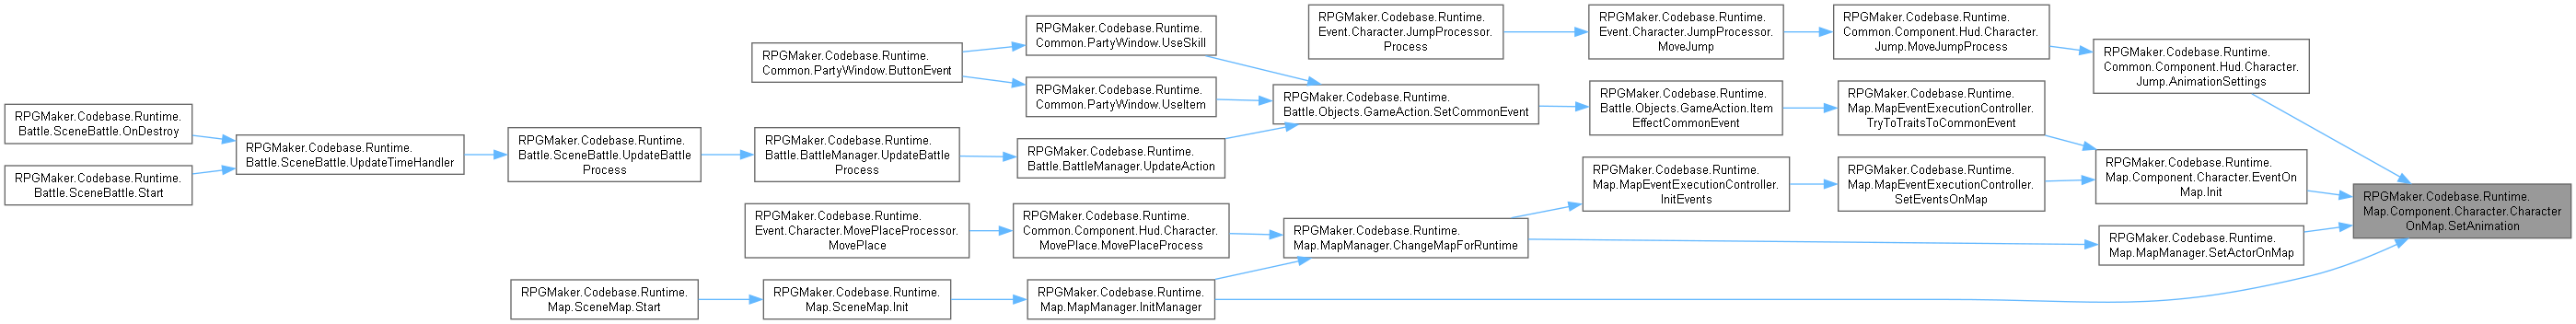 RPGMaker.Codebase.Runtime.
Battle.SceneBattle.OnDestroy
RPGMaker.Codebase.Runtime.
Battle.SceneBattle.Start
RPGMaker.Codebase.Runtime.
Battle.SceneBattle.UpdateTimeHandler
RPGMaker.Codebase.Runtime.
Battle.SceneBattle.UpdateBattle
Process
RPGMaker.Codebase.Runtime.
Common.PartyWindow.ButtonEvent
RPGMaker.Codebase.Runtime.
Battle.BattleManager.UpdateBattle
Process
RPGMaker.Codebase.Runtime.
Event.Character.MovePlaceProcessor.
MovePlace
RPGMaker.Codebase.Runtime.
Map.SceneMap.Start
RPGMaker.Codebase.Runtime.
Map.SceneMap.Init
RPGMaker.Codebase.Runtime.
Common.PartyWindow.UseSkill
RPGMaker.Codebase.Runtime.
Common.PartyWindow.UseItem
RPGMaker.Codebase.Runtime.
Battle.BattleManager.UpdateAction
RPGMaker.Codebase.Runtime.
Common.Component.Hud.Character.
MovePlace.MovePlaceProcess
RPGMaker.Codebase.Runtime.
Map.MapManager.InitManager
RPGMaker.Codebase.Runtime.
Event.Character.JumpProcessor.
Process
RPGMaker.Codebase.Runtime.
Battle.Objects.GameAction.SetCommonEvent
RPGMaker.Codebase.Runtime.
Map.MapManager.ChangeMapForRuntime
RPGMaker.Codebase.Runtime.
Event.Character.JumpProcessor.
MoveJump
RPGMaker.Codebase.Runtime.
Battle.Objects.GameAction.Item
EffectCommonEvent
RPGMaker.Codebase.Runtime.
Map.MapEventExecutionController.
InitEvents
RPGMaker.Codebase.Runtime.
Common.Component.Hud.Character.
Jump.MoveJumpProcess
RPGMaker.Codebase.Runtime.
Map.MapEventExecutionController.
TryToTraitsToCommonEvent
RPGMaker.Codebase.Runtime.
Map.MapEventExecutionController.
SetEventsOnMap
RPGMaker.Codebase.Runtime.
Common.Component.Hud.Character.
Jump.AnimationSettings
RPGMaker.Codebase.Runtime.
Map.Component.Character.EventOn
Map.Init
RPGMaker.Codebase.Runtime.
Map.MapManager.SetActorOnMap
RPGMaker.Codebase.Runtime.
Map.Component.Character.Character
OnMap.SetAnimation